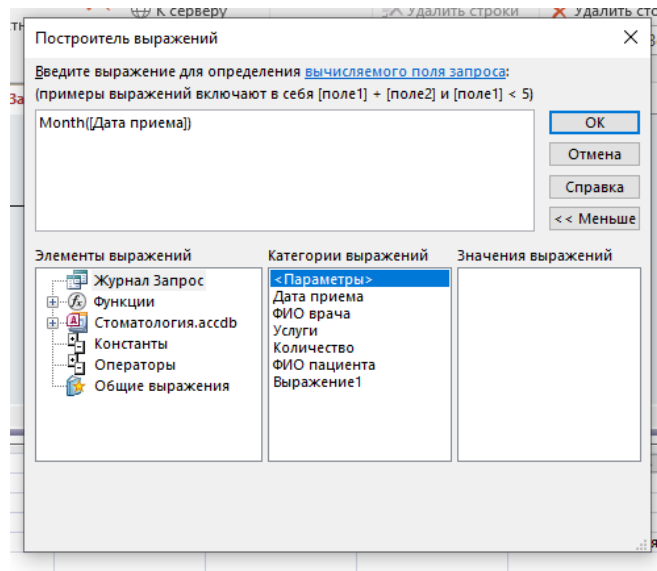 К серверу
Удалить строки
Удалить сто
Построитель выражений
Введите выражение для определения вычисляемого поля запроса:
(примеры выражений включают в себя [поле1] + [поле2] и [поле1] < 5)
Month([Дата приема])
ОК
Отмена
Справка
<< Меньше
Элементы выражений
Журнал Запрос
Функции
Стоматология.accdb
Константы
Операторы
Общие выражения
Категории выражений
<Параметры>
Дата приема
ФИО врача
Услуги
Количество
ФИО пациента
Выражение1
Значения выражений